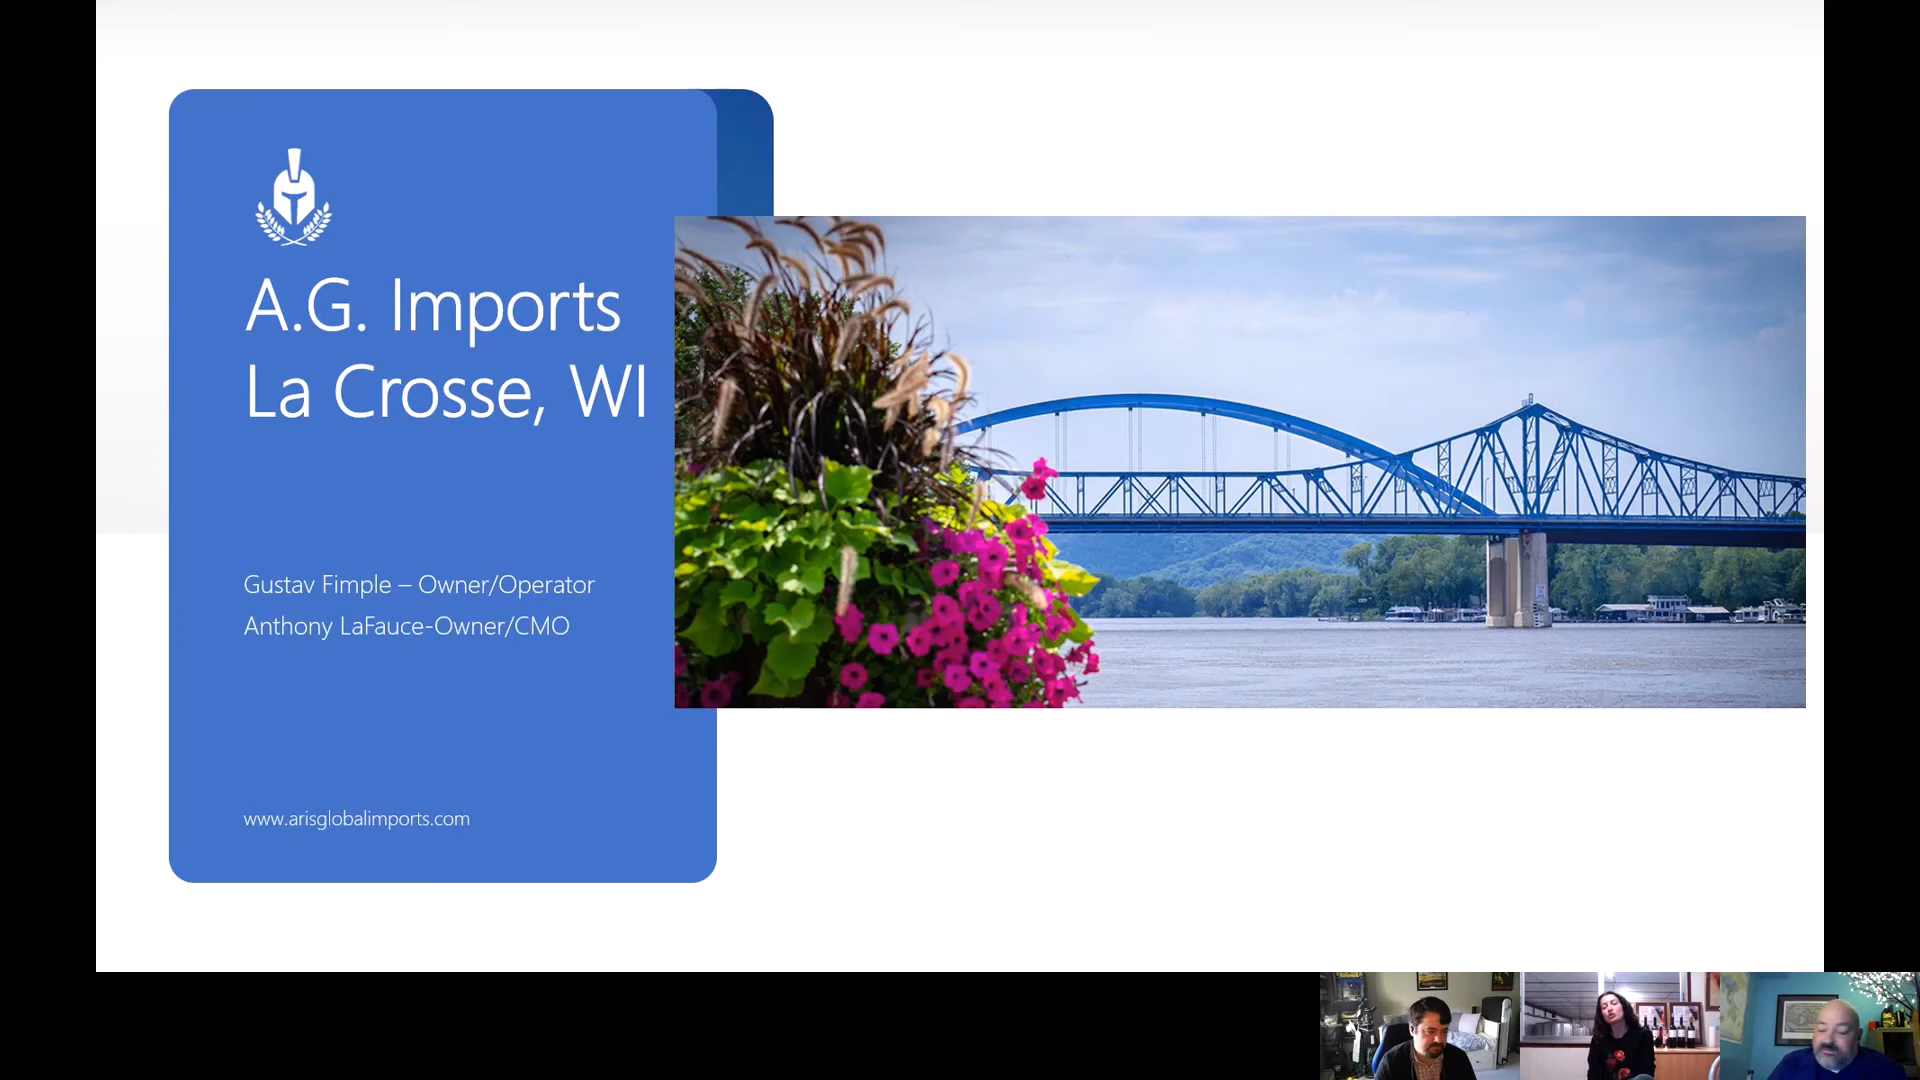 A.G. Imports
La Crosse, WI
Gustav Fimple – Owner/Operator
Anthony LaFauce-Owner/CMO
www.arisglobalimports.com